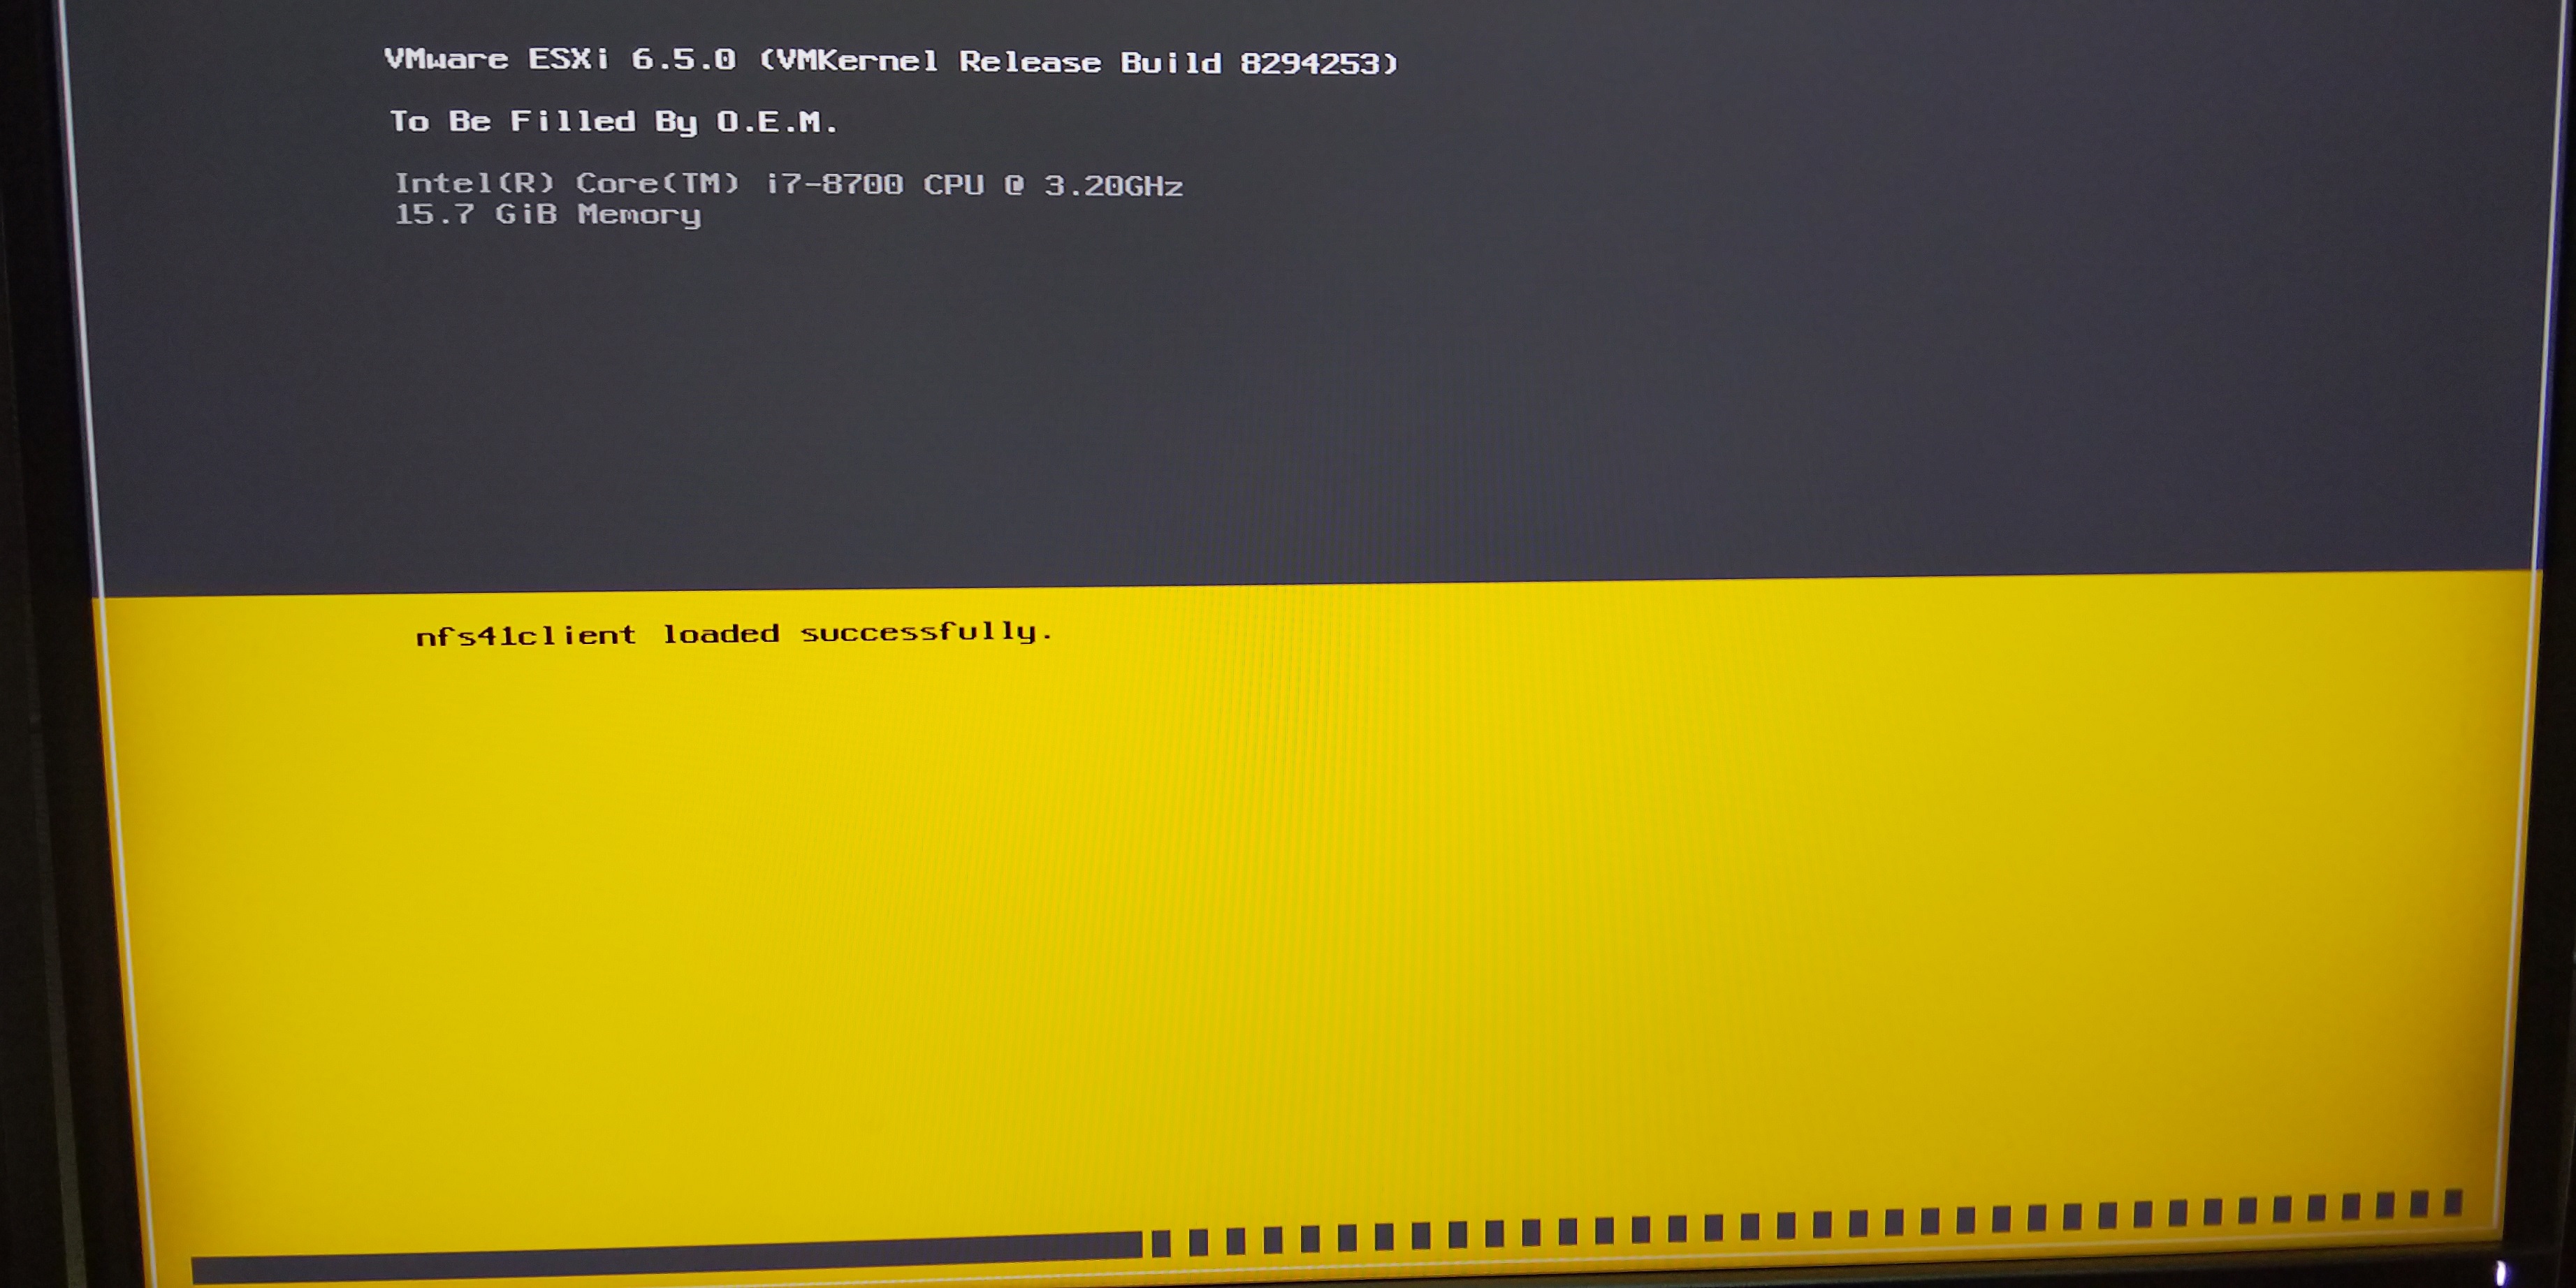 VMware ESXi 6.5.0 (VMKernel Release Build 8294253)
To Be Filled By O.E.M.
Intel(R) Core(TM) i7-8700 CPU @ 3.20GHz
15.7 GiB Memory
nfs41client loaded successfully.